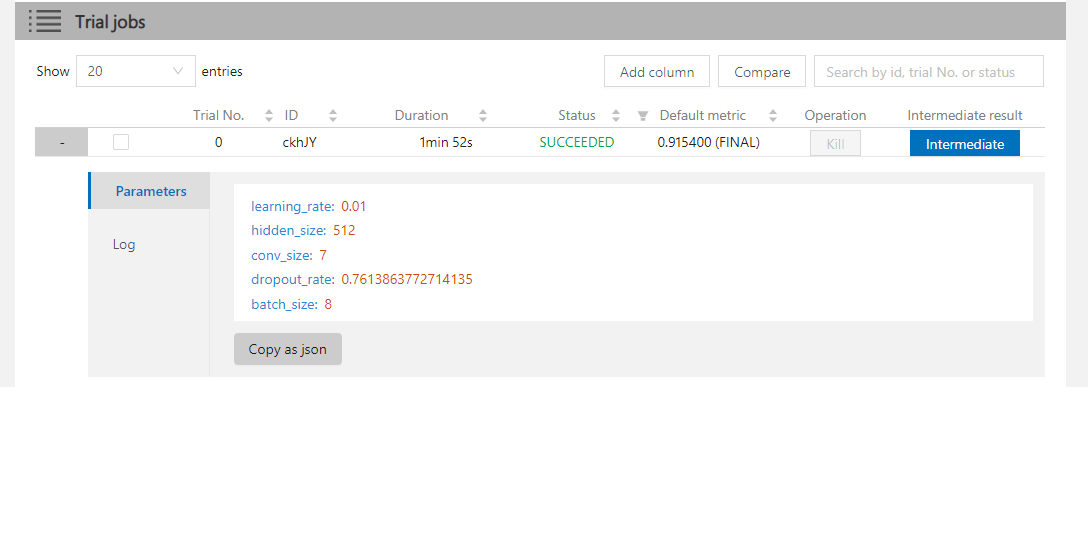 Trial jobs
Show 20 entries Add column Compare Search by id, trial No. or status
Trial No. ID Duration Status Default metric Operation Intermediate result
- 0 ckhJY 1min 52s SUCCEEDED 0.915400 (FINAL) Kill Intermediate
Parameters
Log
learning_rate: 0.01
hidden_size: 512
conv_size: 7
dropout_rate: 0.7613863772714135
batch_size: 8
Copy as json